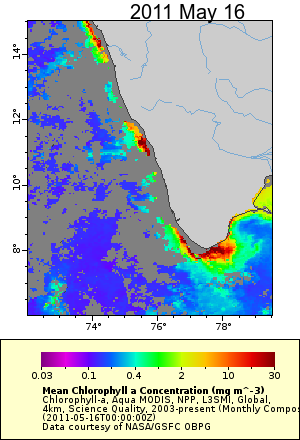 2011 May 16
14°
12°
10°
8°
74°
76°
78°
0.03 0.1 0.4 2 10 30
Mean Chlorophyll a Concentration (mg m^-3)
Chlorophyll-a, Aqua MODIS, NPP, L3SMI, Global,
4km, Science Quality, 2003-present (Monthly Compos
(2011-05-16T00:00:00Z)
Data courtesy of NASA/GSFC OBPG